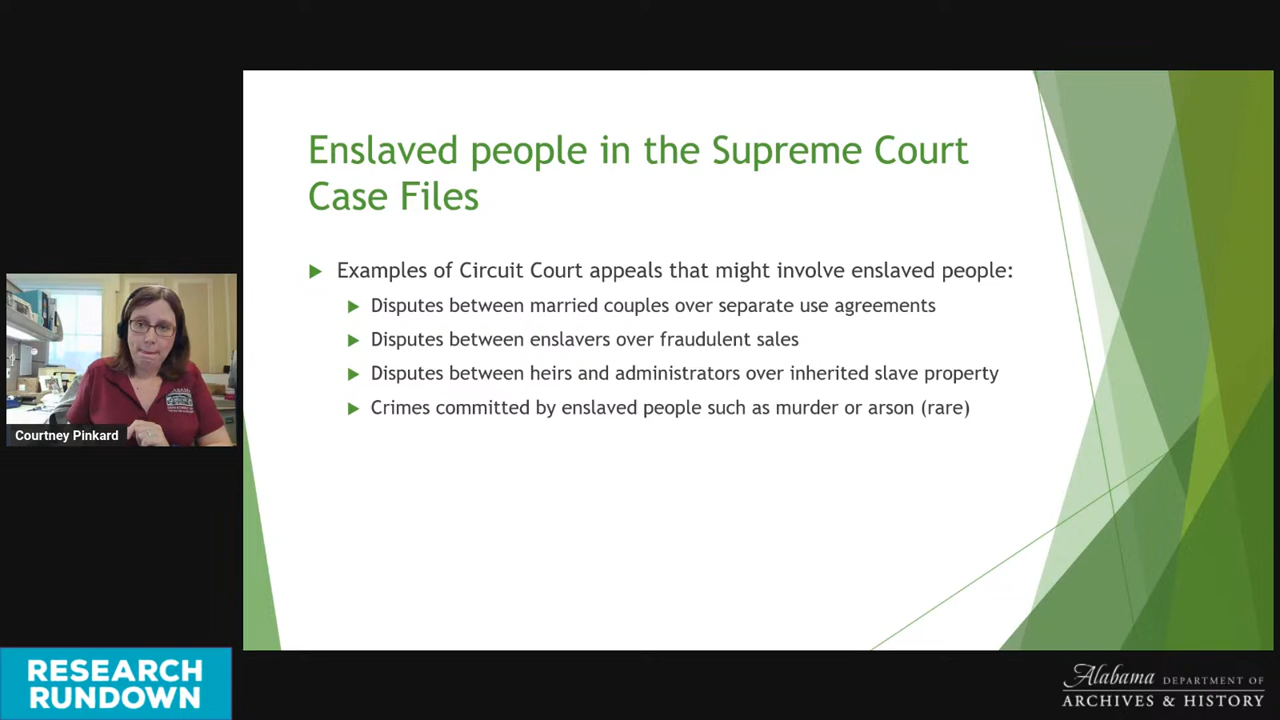 Enslaved people in the Supreme Court
Case Files
Examples of Circuit Court appeals that might involve enslaved people:
Disputes between married couples over separate use agreements
Disputes between enslavers over fraudulent sales
Disputes between heirs and administrators over inherited slave property
Crimes committed by enslaved people such as murder or arson (rare)
Courtney Pinkard
RESEARCH
RUNDOWN
Alabama DEPARTMENT OF
ARCHIVES & HISTORY